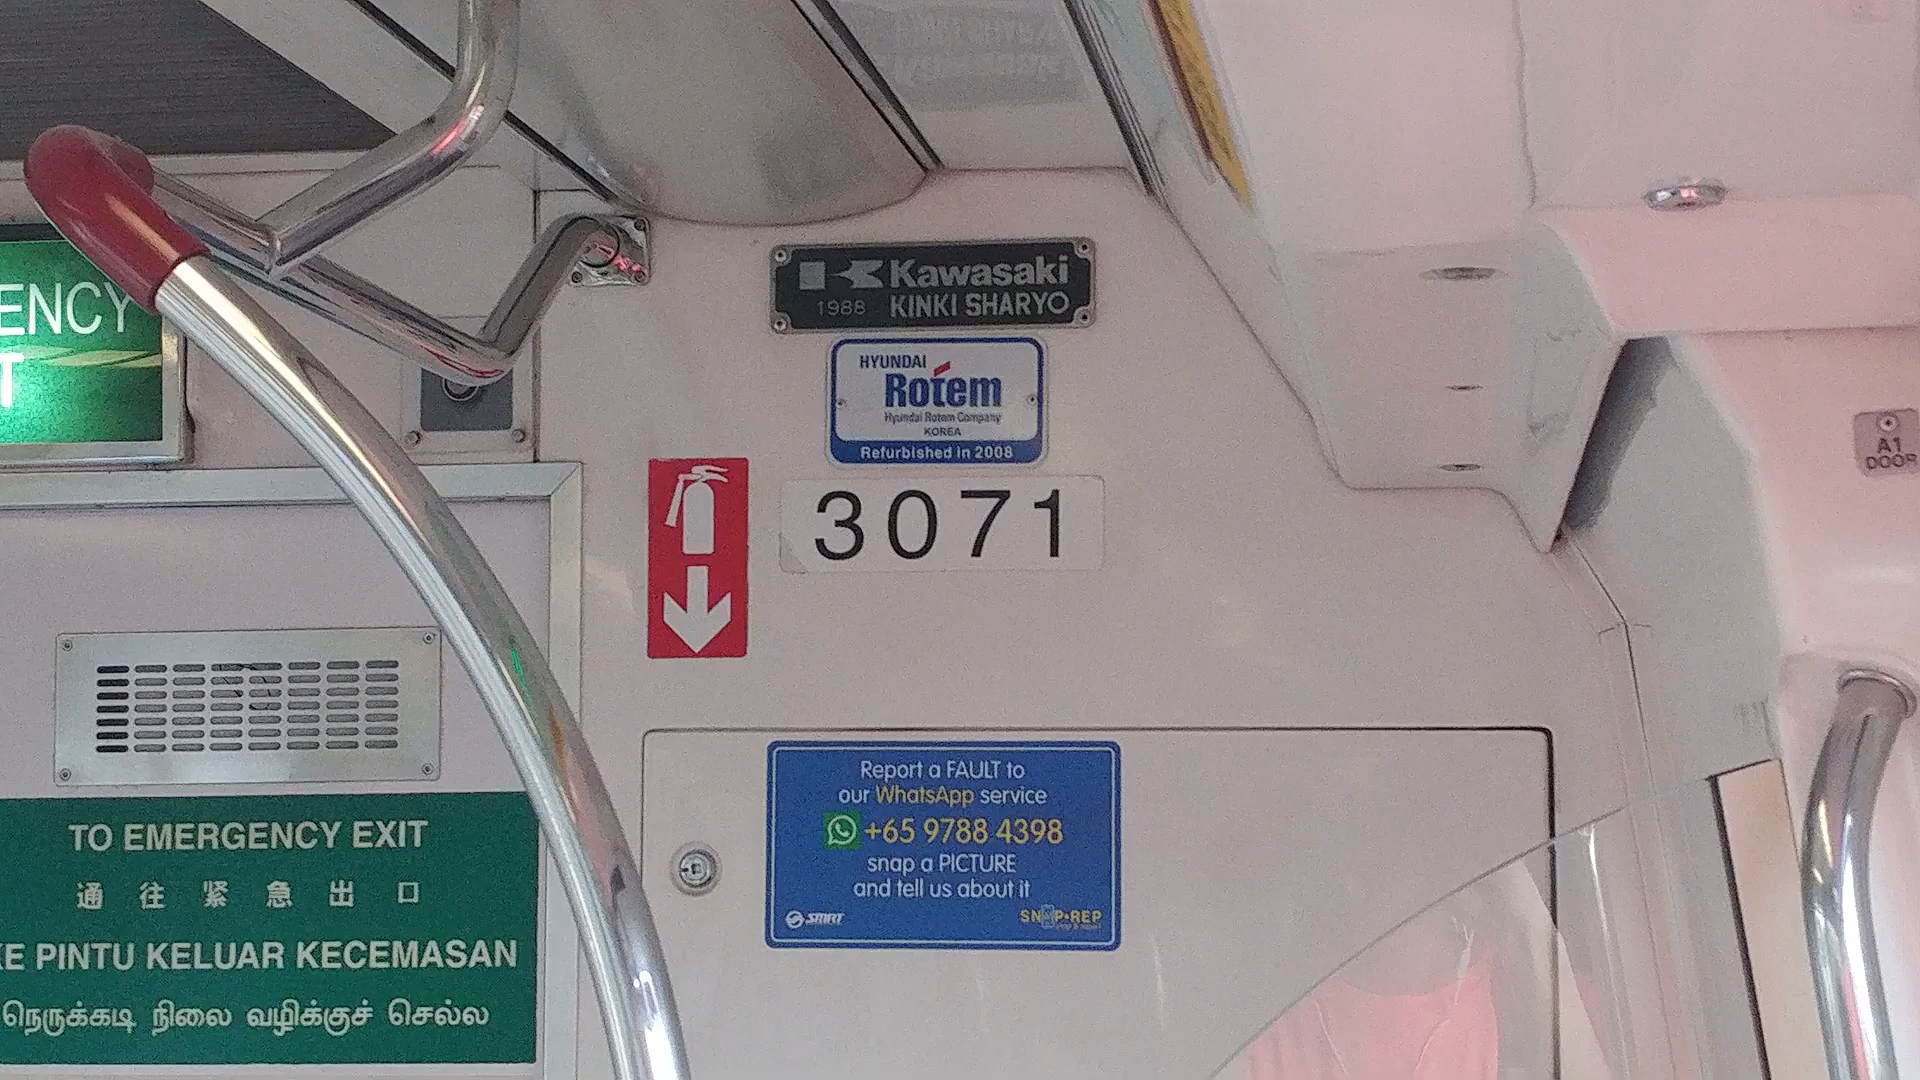 ENCY
T
Kawasaki
1988 KINKI SHARYO
HYUNDAI
Rotem
Hyundai Rotem Company
KOREA
Refurbished in 2008
3071
A1
DOOR
Report a FAULT to
our WhatsApp service
+65 9788 4398
snap a PICTURE
and tell us about it
SMRT
SNAP•REP
TO EMERGENCY EXIT
通往紧急出口
KE PINTU KELUAR KECEMASAN
நெருக்கடி நிலை வழிக்குச் செல்ல